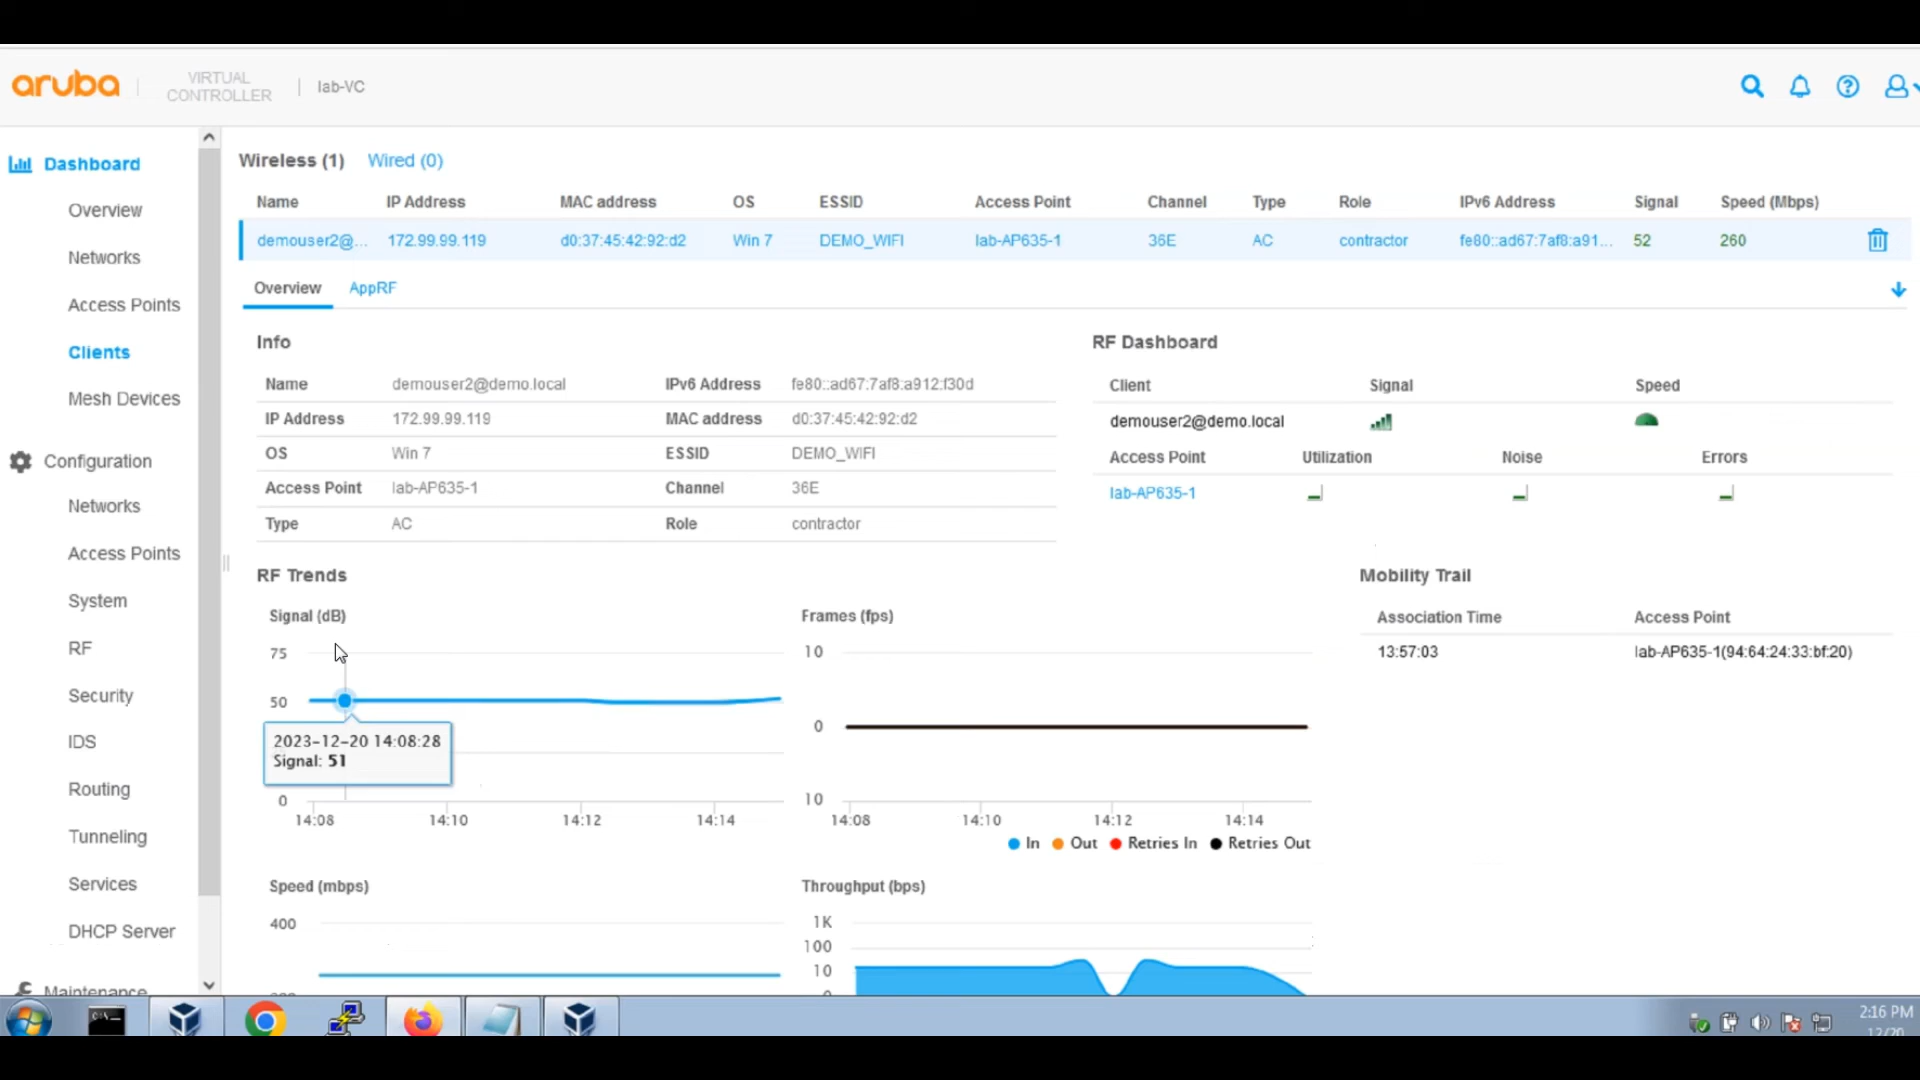 aruba
VIRTUAL
CONTROLLER
lab-VC
Dashboard
Overview
Networks
Access Points
Clients
Mesh Devices
Configuration
Networks
Access Points
System
RF
Security
IDS
Routing
Tunneling
Services
DHCP Server
Maintenance
Wireless (1) Wired (0)
Name IP Address MAC address OS ESSID Access Point Channel Type Role IPv6 Address Signal Speed (Mbps)
demouser2@... 172.99.99.119 d0:37:45:42:92:d2 Win 7 DEMO_WIFI lab-AP635-1 36E AC contractor fe80::ad67:7af8:a91... 52 260
Overview AppRF
Info
Name demouser2@demo.local IPv6 Address fe80::ad67:7af8:a912:f30d
IP Address 172.99.99.119 MAC address d0:37:45:42:92:d2
OS Win 7 ESSID DEMO_WIFI
Access Point lab-AP635-1 Channel 36E
Type AC Role contractor
RF Dashboard
Client Signal Speed
demouser2@demo.local
Access Point Utilization Noise Errors
lab-AP635-1
RF Trends
Signal (dB)
75
50
2023-12-20 14:08:28
Signal: 51
0
14:08 14:10 14:12 14:14
Frames (fps)
10
0
10
14:08 14:10 14:12 14:14
In Out Retries In Retries Out
Mobility Trail
Association Time Access Point
13:57:03 lab-AP635-1(94:64:24:33:bf:20)
Speed (mbps)
400
Throughput (bps)
1K
100
10
0
2:16 PM
12/20